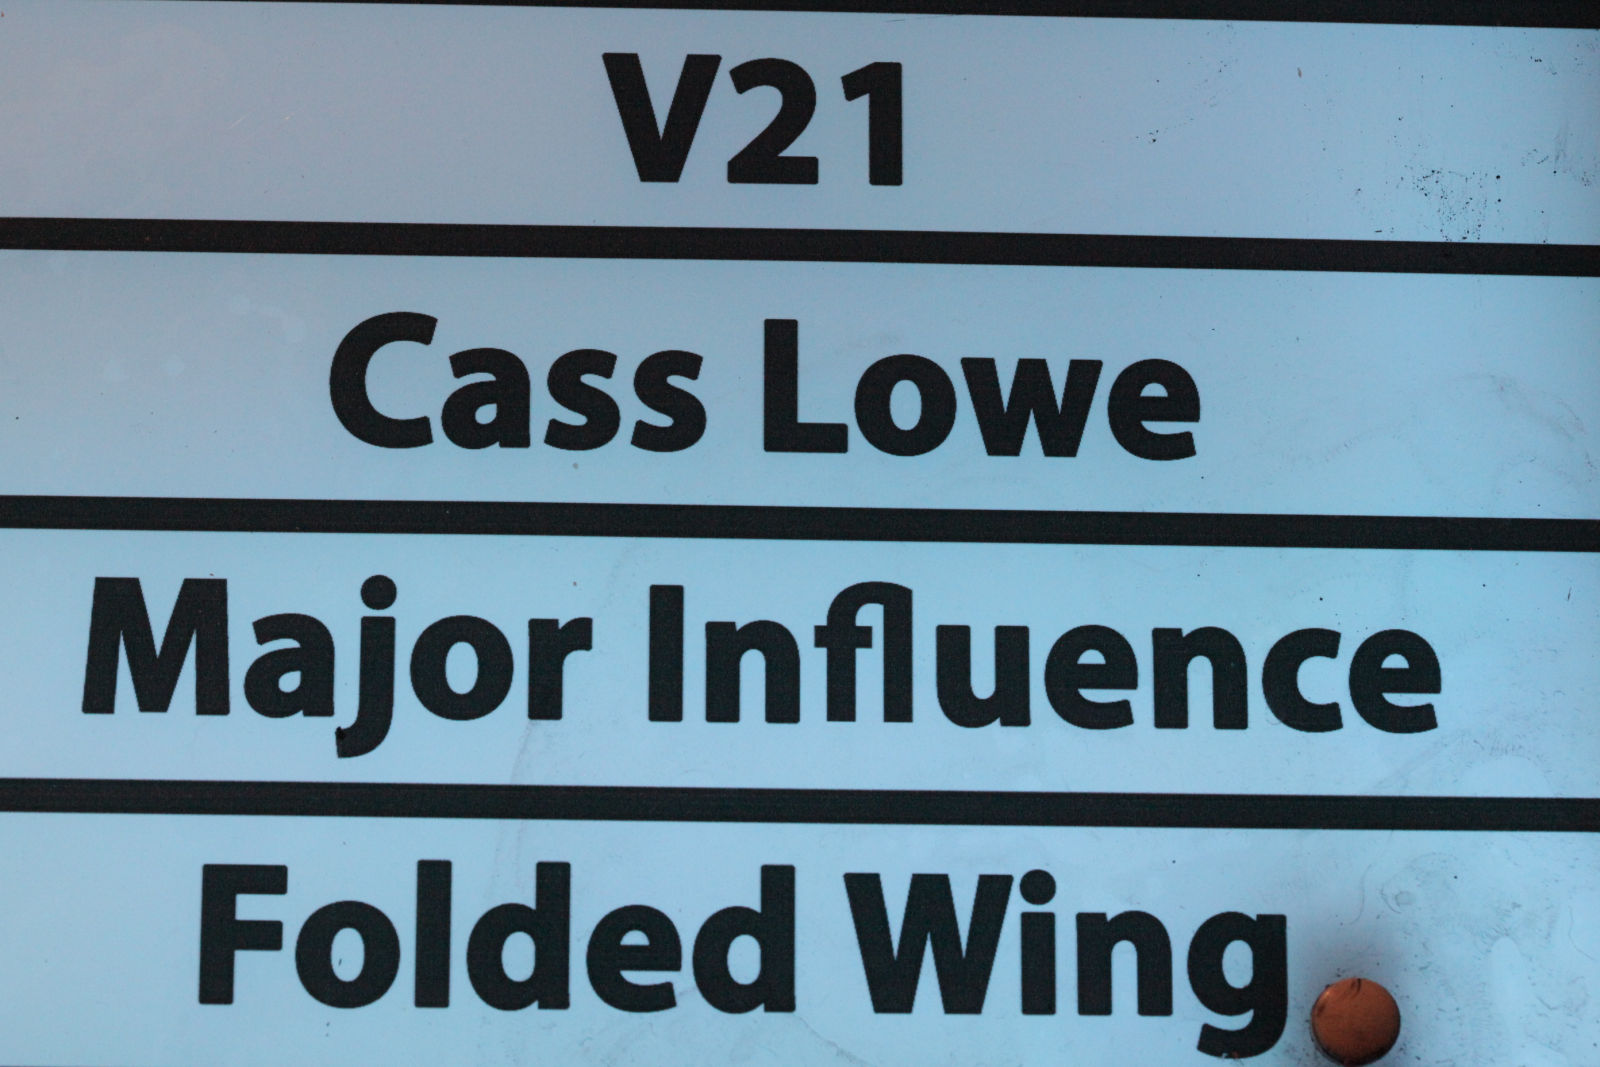 V21
Cass Lowe
Major Influence
Folded Wing